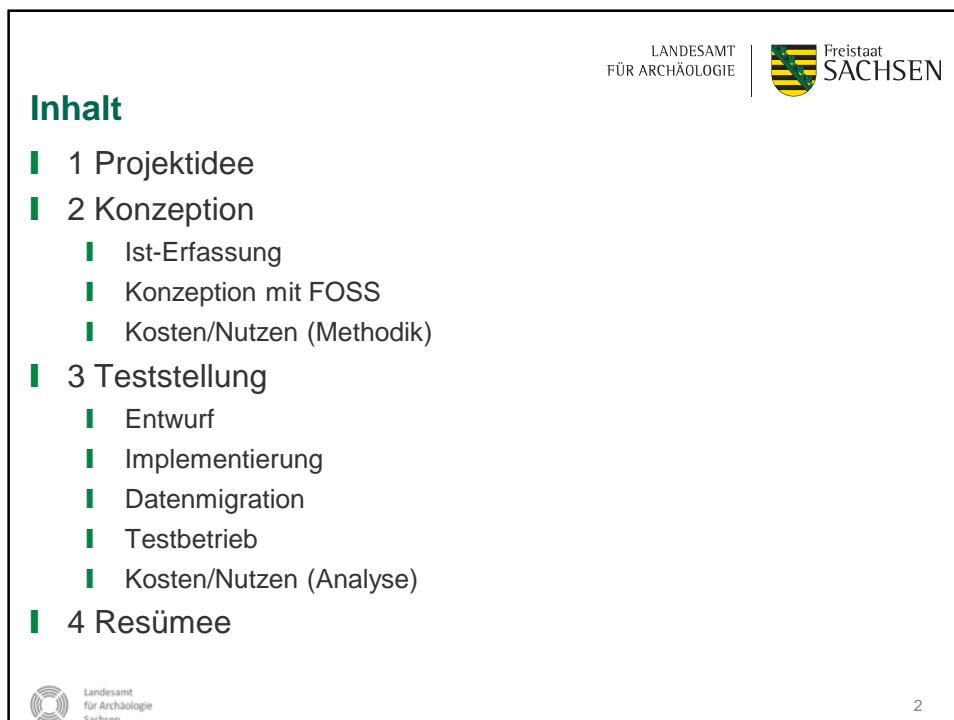 LANDESAMT
FÜR ARCHÄOLOGIE
Freistaat
SACHSEN
Inhalt
1 Projektidee
2 Konzeption
Ist-Erfassung
Konzeption mit FOSS
Kosten/Nutzen (Methodik)
3 Teststellung
Entwurf
Implementierung
Datenmigration
Testbetrieb
Kosten/Nutzen (Analyse)
4 Resümee
Landesamt
für Archäologie
Sachsen
2